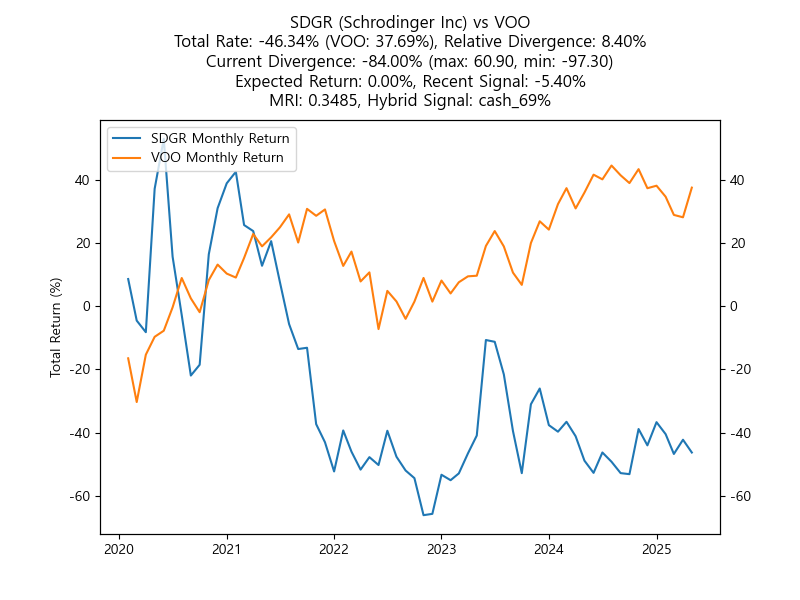 SDGR (Schrodinger Inc) vs VOO
Total Rate: -46.34% (VOO: 37.69%), Relative Divergence: 8.40%
Current Divergence: -84.00% (max: 60.90, min: -97.30)
Expected Return: 0.00%, Recent Signal: -5.40%
MRI: 0.3485, Hybrid Signal: cash_69%
SDGR Monthly Return
VOO Monthly Return
Total Return (%)
40
20
0
-20
-40
-60
40
20
0
-20
-40
-60
2020
2021
2022
2023
2024
2025